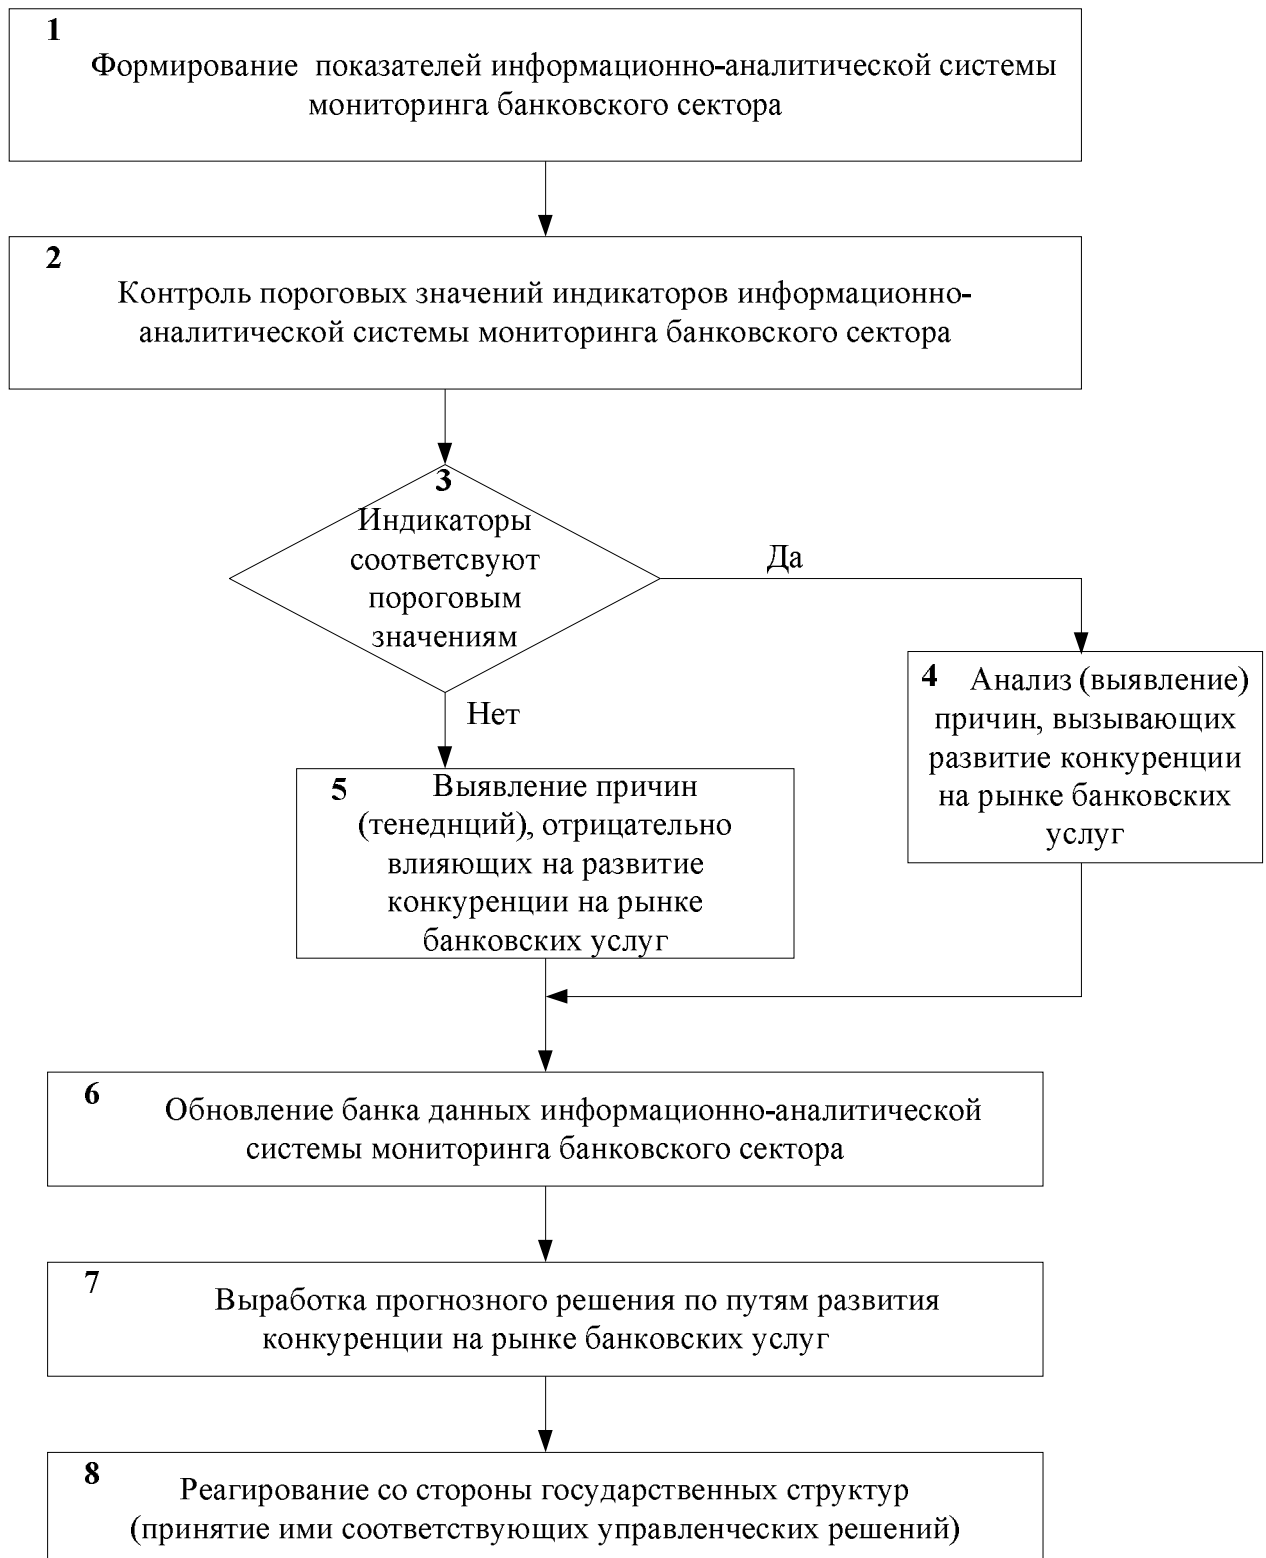 1
Формирование показателей информационно-аналитической системы
мониторинга банковского сектора
2
Контроль пороговых значений индикаторов информационно-
аналитической системы мониторинга банковского сектора
3
Индикаторы
соответсвуют
пороговым
значениям
Да
Нет
4 Анализ (выявление)
причин, вызывающих
развитие конкуренции
на рынке банковских
услуг
5 Выявление причин
(тенеднций), отрицательно
влияющих на развитие
конкуренции на рынке
банковских услуг
6
Обновление банка данных информационно-аналитической
системы мониторинга банковского сектора
7
Выработка прогнозного решения по путям развития
конкуренции на рынке банковских услуг
8
Реагирование со стороны государственных структур
(принятие ими соответствующих управленческих решений)